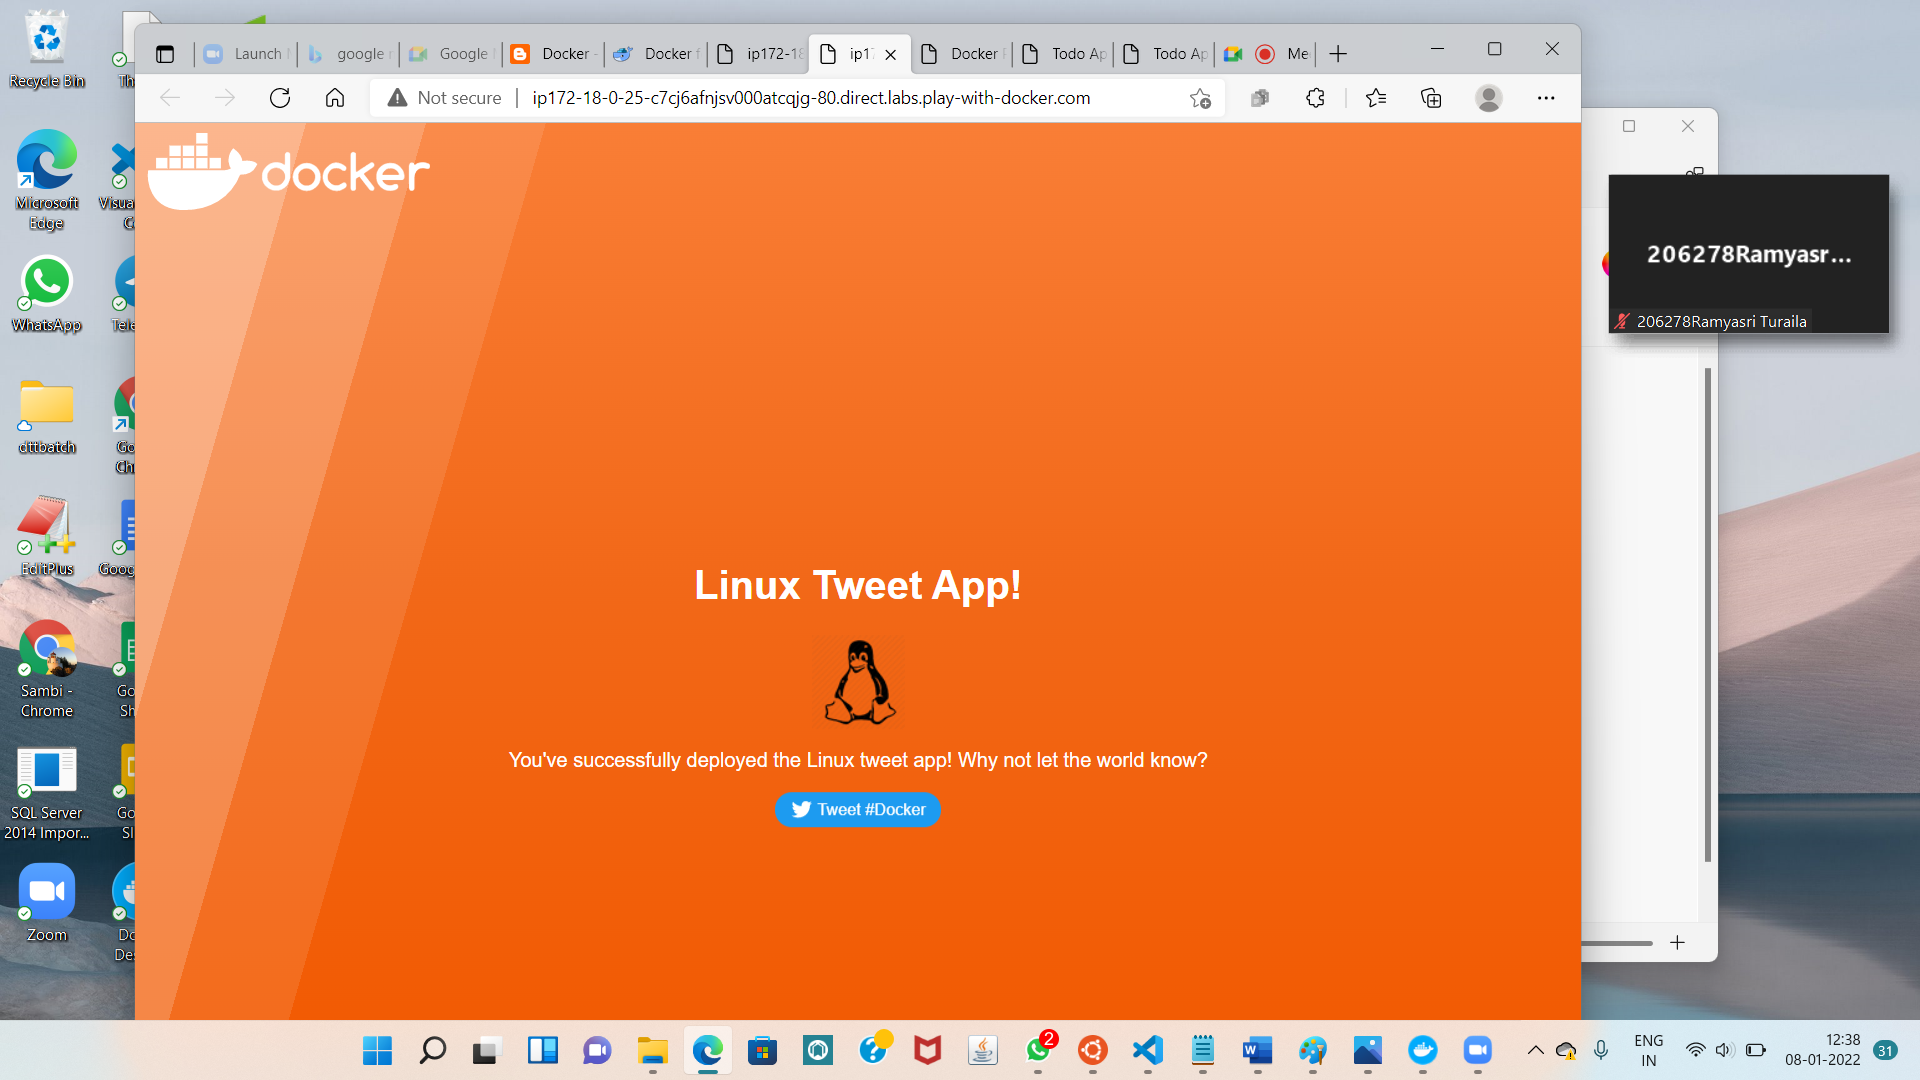 Recycle Bin
Th
Microsoft
Edge
Visua
C
WhatsApp
Tele
dttbatch
Go
Ch
EditPlus
Goog
Sambi -
Chrome
Go
Sh
SQL Server
2014 Impor...
Go
Sl
Zoom
Do
Des
Launch
google
Google
Docker -
Docker f
ip172-18
ip17
Docker
Todo Ap
Todo Ap
Me
Not secure
ip172-18-0-25-c7cj6afnjsv000atcqjg-80.direct.labs.play-with-docker.com
docker
Linux Tweet App!
You've successfully deployed the Linux tweet app! Why not let the world know?
Tweet #Docker
206278Ramyasr...
206278Ramyasri Turaila
2
ENG
IN
12:38
08-01-2022
31